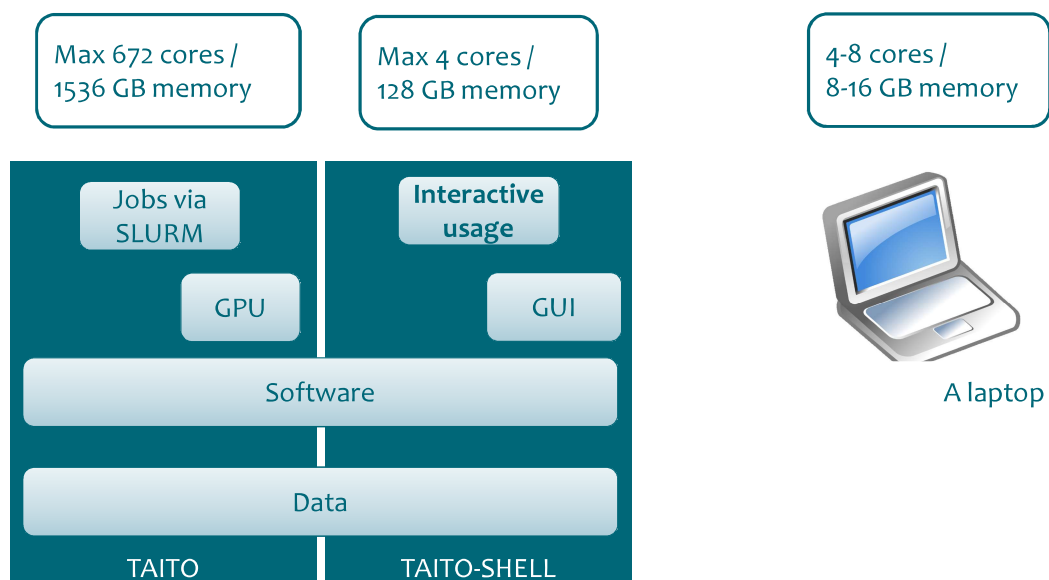 Max 672 cores /
1536 GB memory
Max 4 cores /
128 GB memory
4-8 cores /
8-16 GB memory
Jobs via
SLURM
Interactive
usage
GPU
GUI
Software
A laptop
Data
TAITO
TAITO-SHELL